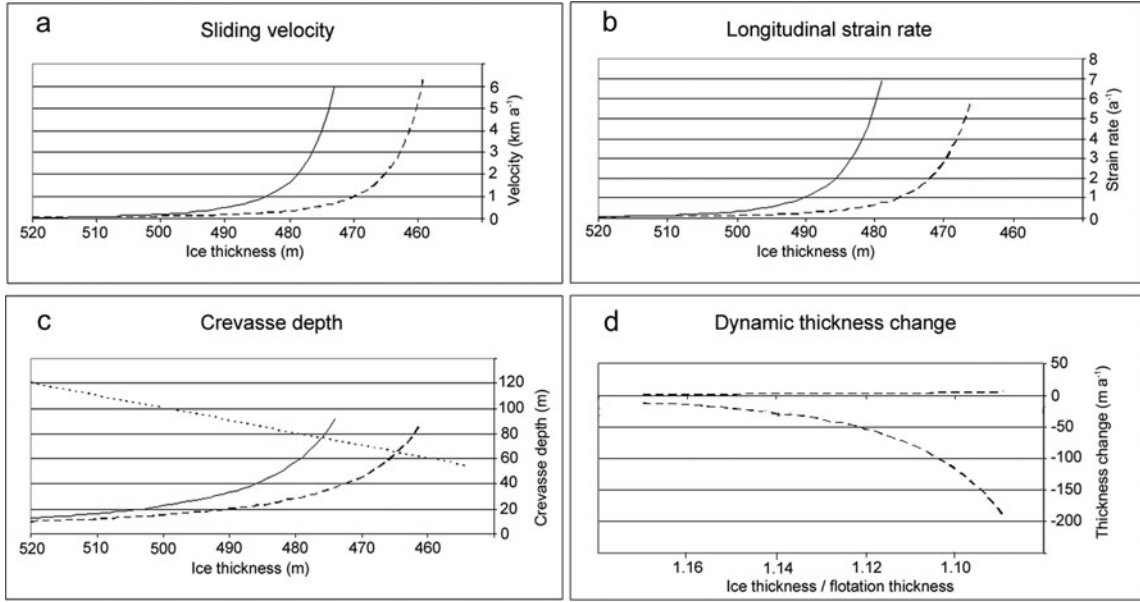 a
Sliding velocity
6
5
4
3
2
1
0
Velocity (km a⁻¹)
520 510 500 490 480 470 460
Ice thickness (m)
b
Longitudinal strain rate
8
7
6
5
4
3
2
1
0
Strain rate (a⁻¹)
520 510 500 490 480 470 460
Ice thickness (m)
c
Crevasse depth
120
100
80
60
40
20
0
Crevasse depth (m)
520 510 500 490 480 470 460
Ice thickness (m)
d
Dynamic thickness change
50
0
-50
-100
-150
-200
Thickness change (m a⁻¹)
1.16 1.14 1.12 1.10
Ice thickness / flotation thickness